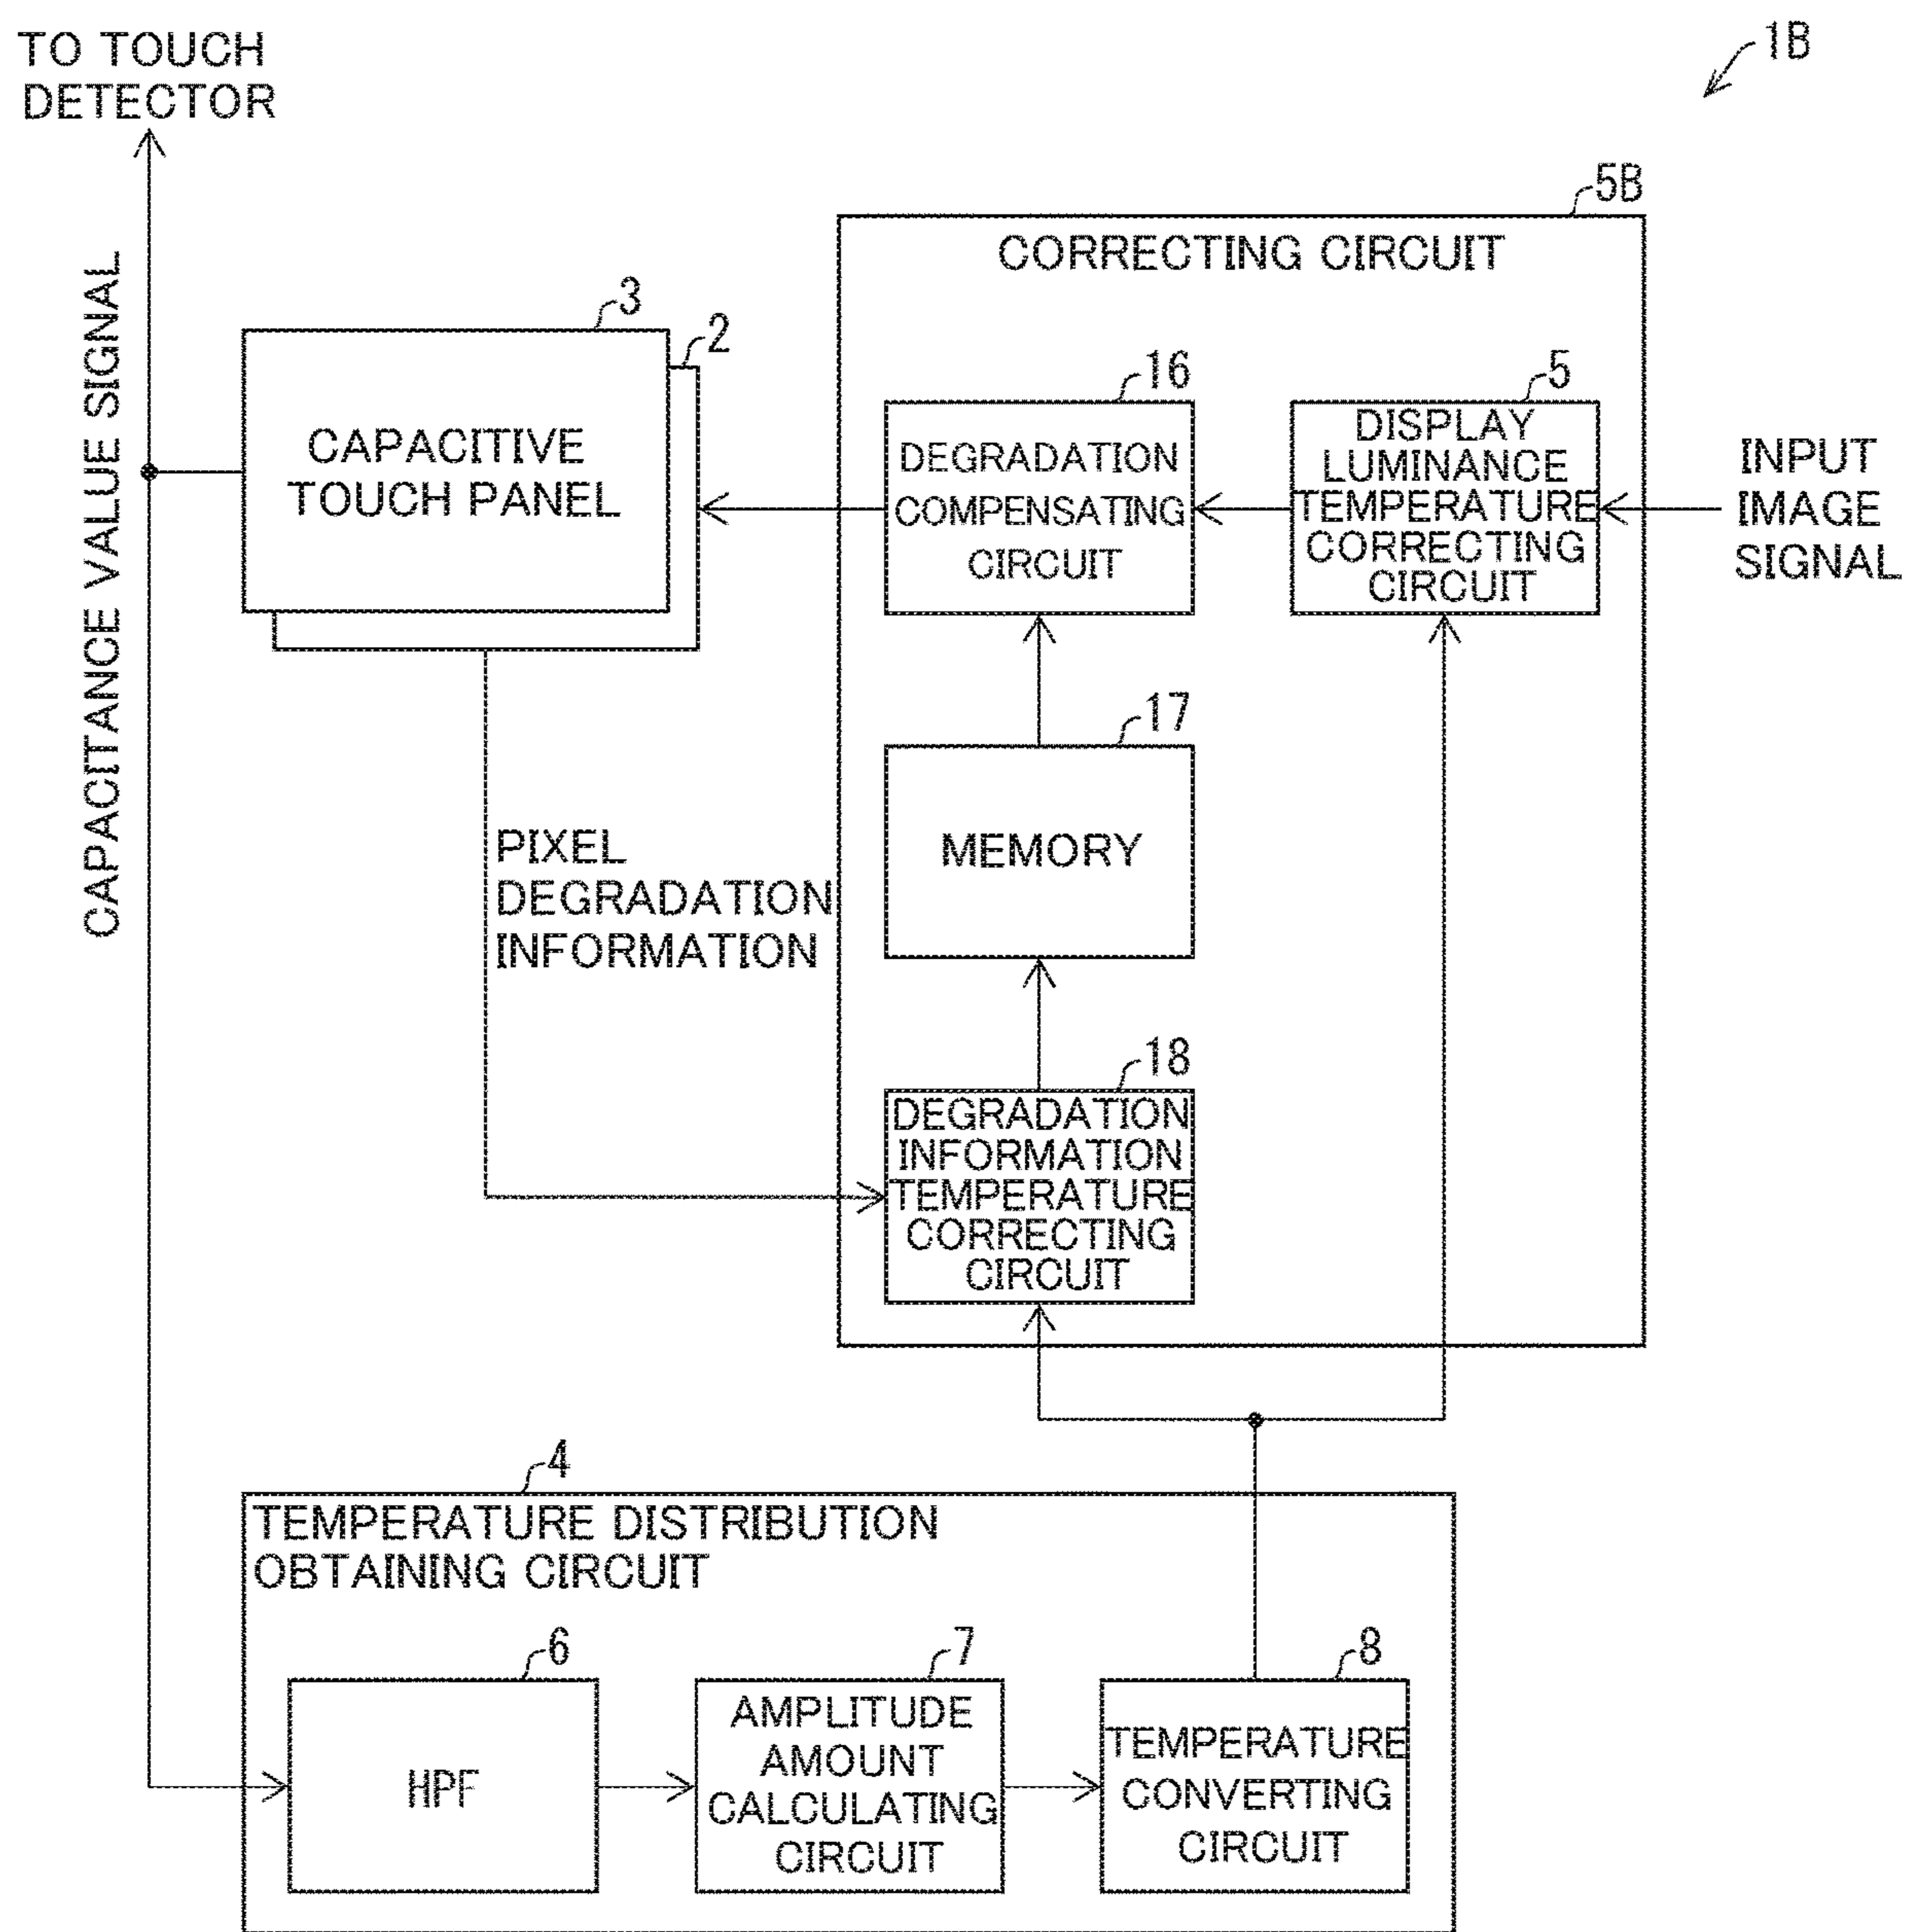 TO TOUCH
DETECTOR
1B
CAPACITANCE VALUE SIGNAL
3
2
CAPACITIVE
TOUCH PANEL
5B
CORRECTING CIRCUIT
16
DEGRADATION
COMPENSATING
CIRCUIT
5
DISPLAY
LUMINANCE
TEMPERATURE
CORRECTING
CIRCUIT
INPUT
IMAGE
SIGNAL
17
MEMORY
PIXEL
DEGRADATION
INFORMATION
18
DEGRADATION
INFORMATION
TEMPERATURE
CORRECTING
CIRCUIT
4
TEMPERATURE DISTRIBUTION
OBTAINING CIRCUIT
6
HPF
7
AMPLITUDE
AMOUNT
CALCULATING
CIRCUIT
8
TEMPERATURE
CONVERTING
CIRCUIT